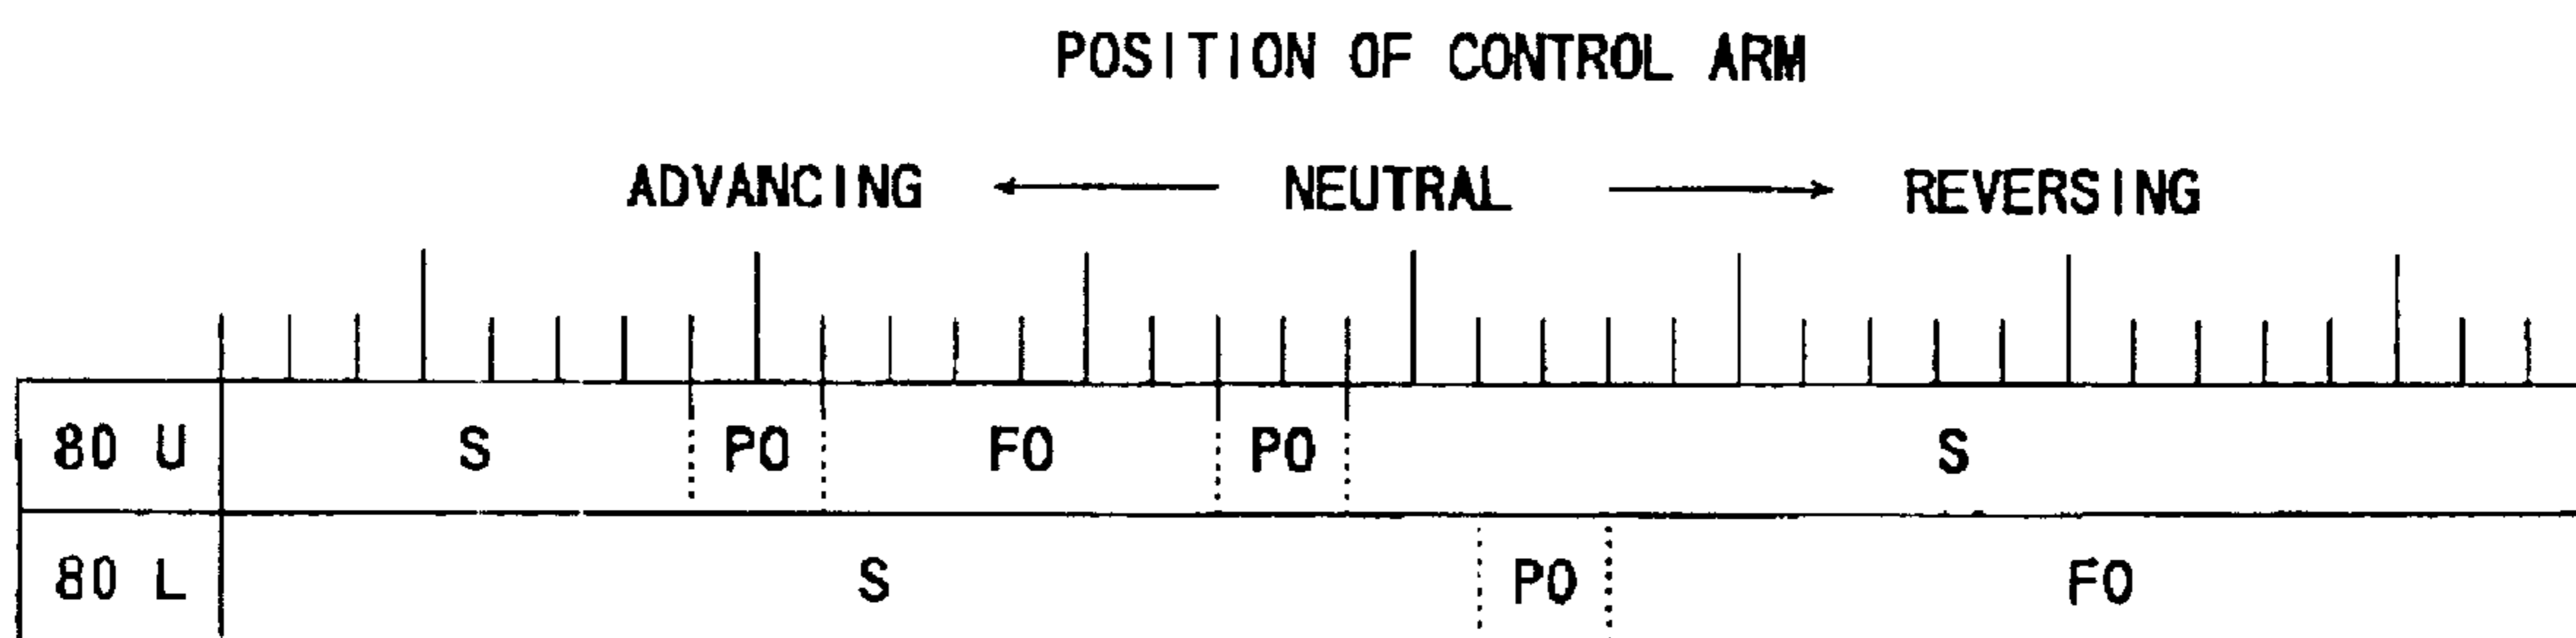 POSITION OF CONTROL ARM
ADVANCING ← NEUTRAL → REVERSING
80 U S PO FO PO S
80 L S PO FO